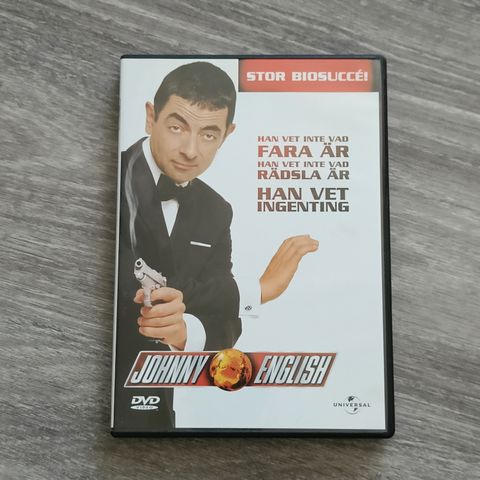 STOR BIOSUCCÉ!
HAN VET INTE VAD
FARA ÄR
HAN VET INTE VAD
RÄDSLA ÄR
HAN VET
INGENTING
JOHNNY ENGLISH
DVD
VIDEO
UNIVERSAL